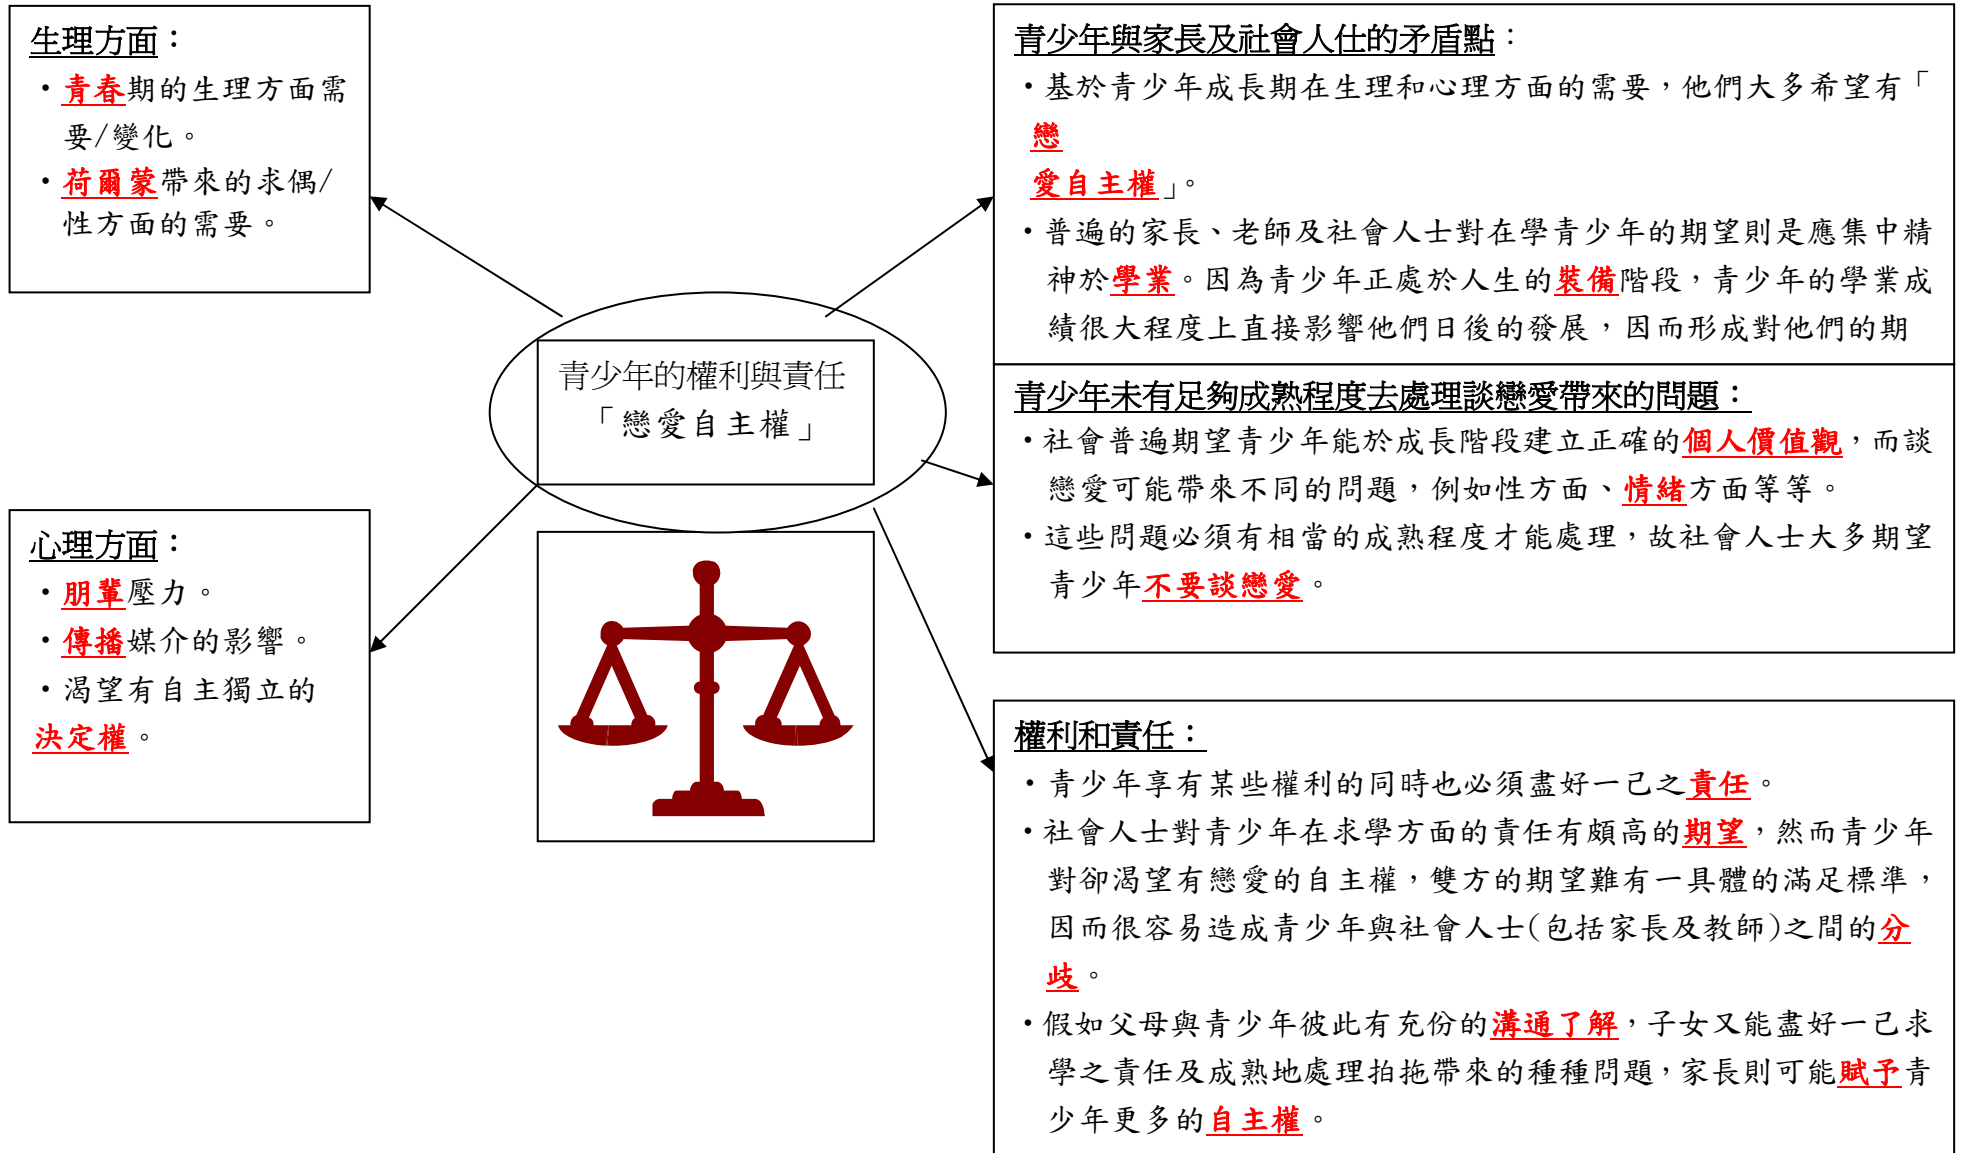 生理方面：
・青春期的生理方面需
要/變化。
・荷爾蒙帶來的求偶/
性方面的需要。
心理方面：
・朋輩壓力。
・傳播媒介的影響。
・渴望有自主獨立的
決定權。
青少年的權利與責任
「戀愛自主權」
青少年與家長及社會人仕的矛盾點：
・基於青少年成長期在生理和心理方面的需要，他們大多希望有「
戀
愛自主權」。
・普遍的家長、老師及社會人士對在學青少年的期望則是應集中精
神於學業。因為青少年正處於人生的裝備階段，青少年的學業成
績很大程度上直接影響他們日後的發展，因而形成對他們的期
青少年未有足夠成熟程度去處理談戀愛帶來的問題：
・社會普遍期望青少年能於成長階段建立正確的個人價值觀，而談
戀愛可能帶來不同的問題，例如性方面、情緒方面等等。
・這些問題必須有相當的成熟程度才能處理，故社會人士大多期望
青少年不要談戀愛。
權利和責任：
・青少年享有某些權利的同時也必須盡好一己之責任。
・社會人士對青少年在求學方面的責任有頗高的期望，然而青少年
對卻渴望有戀愛的自主權，雙方的期望難有一具體的滿足標準，
因而很容易造成青少年與社會人士(包括家長及教師)之間的分
歧。
・假如父母與青少年彼此有充份的溝通了解，子女又能盡好一己求
學之責任及成熟地處理拍拖帶來的種種問題，家長則可能賦予青
少年更多的自主權。